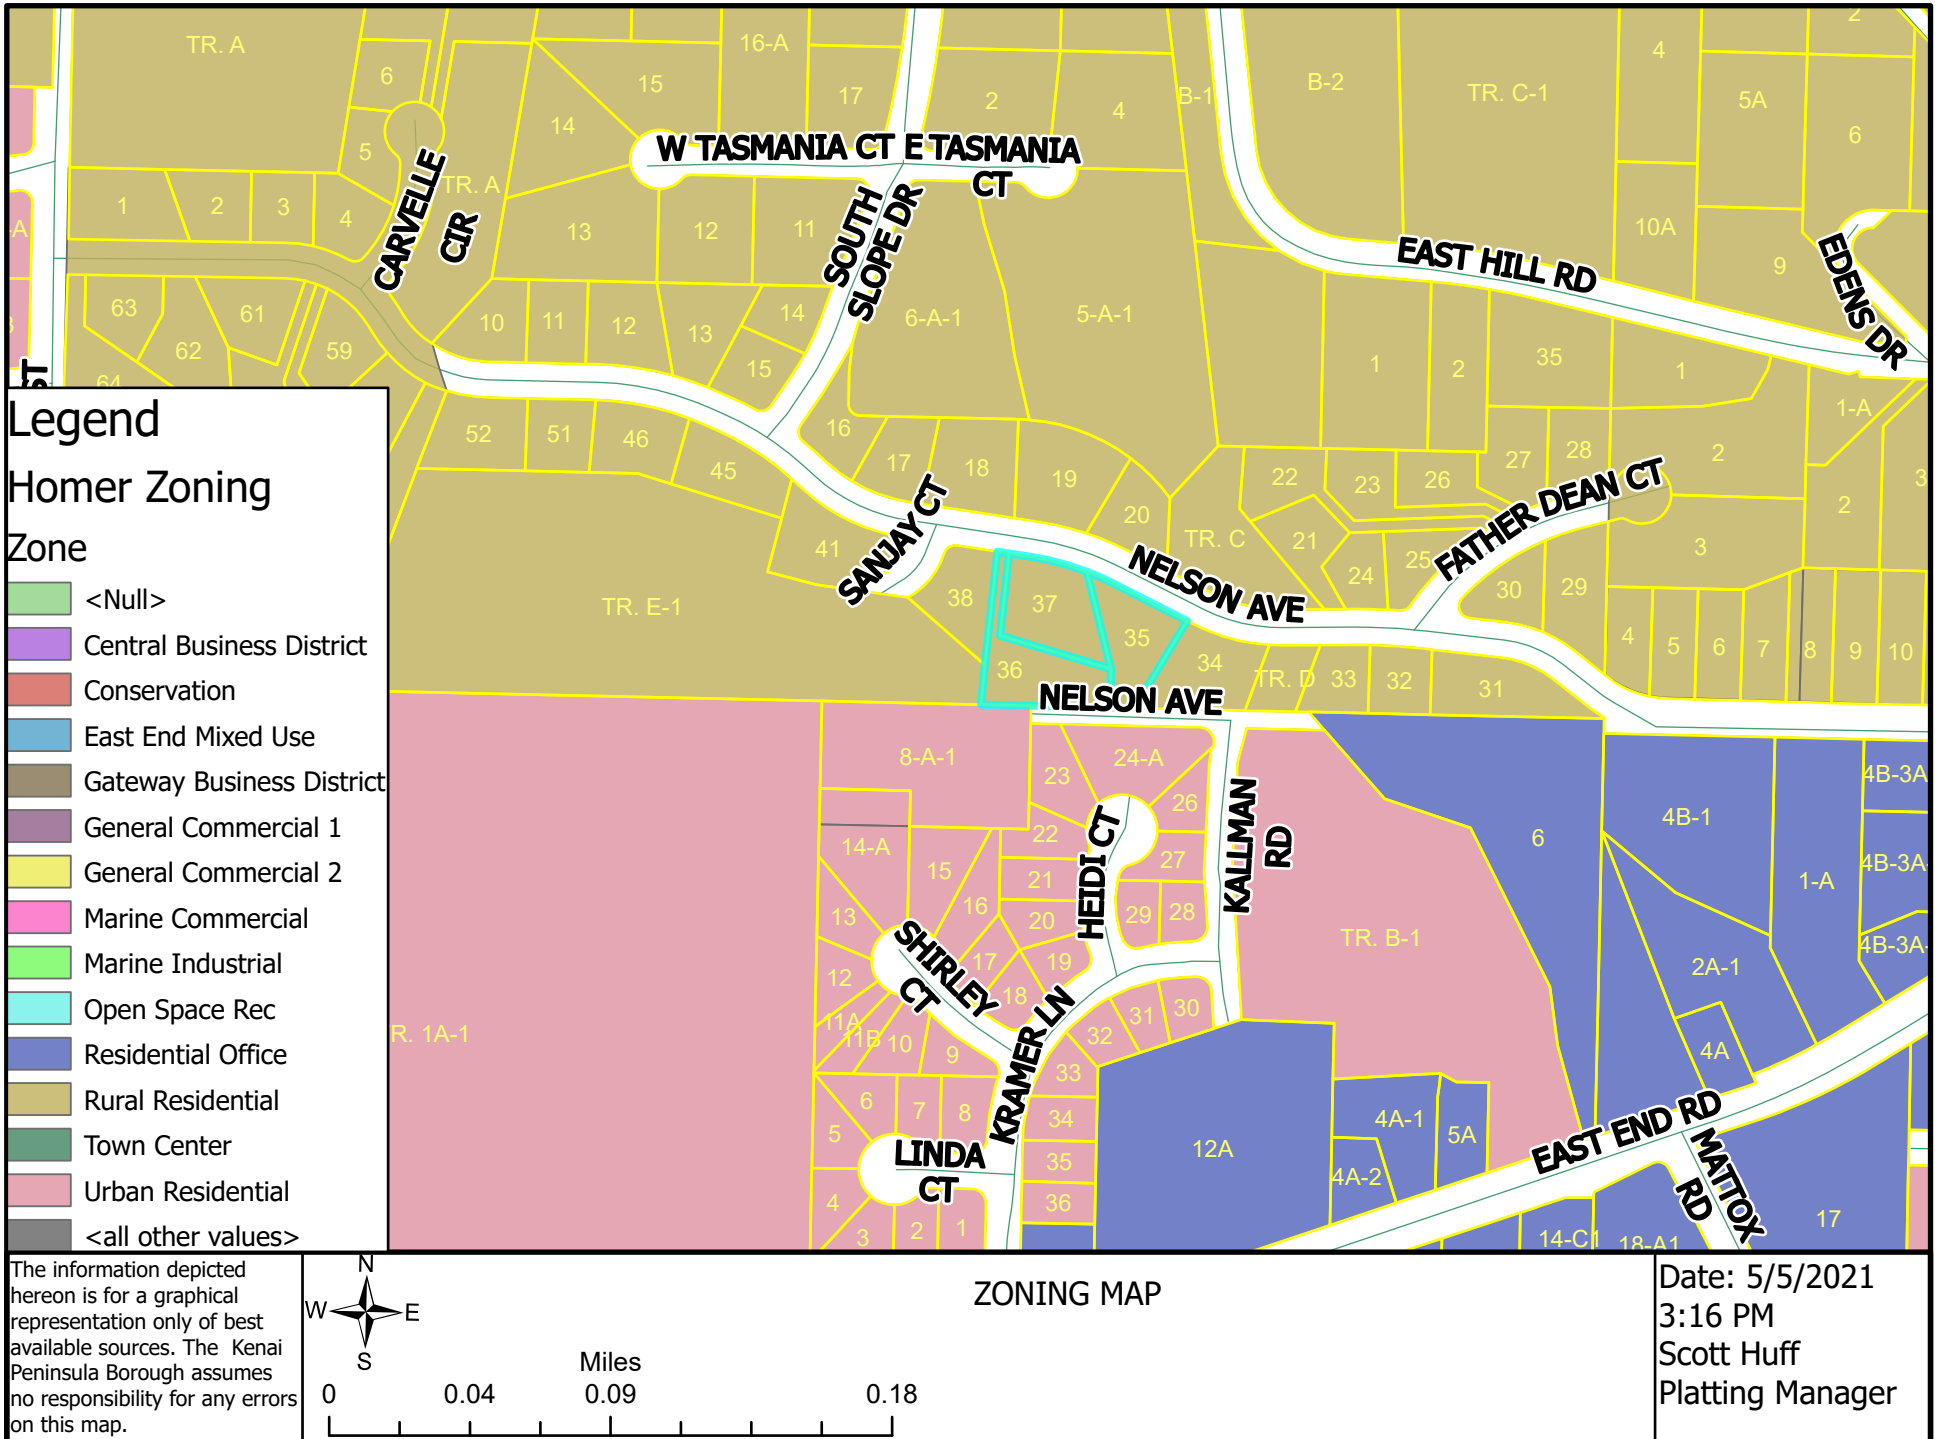 TR. A
6
5
16-A
15
14
17
2
4
B-1
B-2
TR. C-1
4
2
5A
6
W TASMANIA CT E TASMANIA
CT
1
2
3
4
CARVELLE
CIR
TR. A
13
12
11
SOUTH
SLOPE DR
10A
9
EAST HILL RD
EDENS DR
63
62
61
59
64
10
11
12
13
14
15
6-A-1
5-A-1
1
2
35
1
1-A
ST
52
51
46
45
16
17
18
19
20
22
23
26
27
28
2
2
3
SANJAY CT
41
TR. C
21
24
25
FATHER DEAN CT
3
NELSON AVE
TR. E-1
38
37
35
36
34
TR. D
33
32
31
30
29
4
5
6
7
8
9
10
NELSON AVE
8-A-1
23
24-A
26
22
27
21
20
29
28
HEIDI CT
KALLMAN
RD
14-A
15
16
13
12
17
19
18
SHIRLEY
CT
11A
11B
10
9
KRAMER LN
32
31
30
33
34
35
36
6
7
8
5
LINDA
CT
4
3
2
1
R. 1A-1
TR. B-1
6
4B-1
1-A
4B-3A
4B-3A
4B-3A-
2A-1
4A
12A
4A-1
4A-2
5A
EAST END RD
MATTOX
RD
14-C1
18-A1
17
Legend
Homer Zoning
Zone
<Null>
Central Business District
Conservation
East End Mixed Use
Gateway Business District
General Commercial 1
General Commercial 2
Marine Commercial
Marine Industrial
Open Space Rec
Residential Office
Rural Residential
Town Center
Urban Residential
<all other values>
The information depicted
hereon is for a graphical
representation only of best
available sources. The Kenai
Peninsula Borough assumes
no responsibility for any errors
on this map.
N
W E
S
Miles
0 0.04 0.09 0.18
ZONING MAP
Date: 5/5/2021
3:16 PM
Scott Huff
Platting Manager